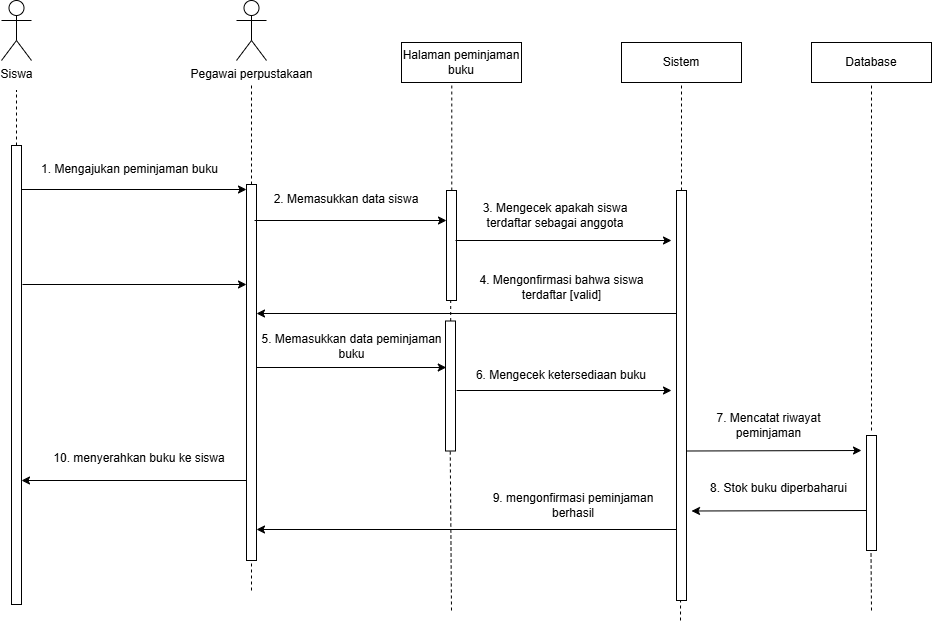 Siswa
Pegawai perpustakaan
Halaman peminjaman
buku
Sistem
Database
1. Mengajukan peminjaman buku
2. Memasukkan data siswa
3. Mengecek apakah siswa
terdaftar sebagai anggota
4. Mengonfirmasi bahwa siswa
terdaftar [valid]
5. Memasukkan data peminjaman
buku
6. Mengecek ketersediaan buku
7. Mencatat riwayat
peminjaman
8. Stok buku diperbaharui
9. mengonfirmasi peminjaman
berhasil
10. menyerahkan buku ke siswa